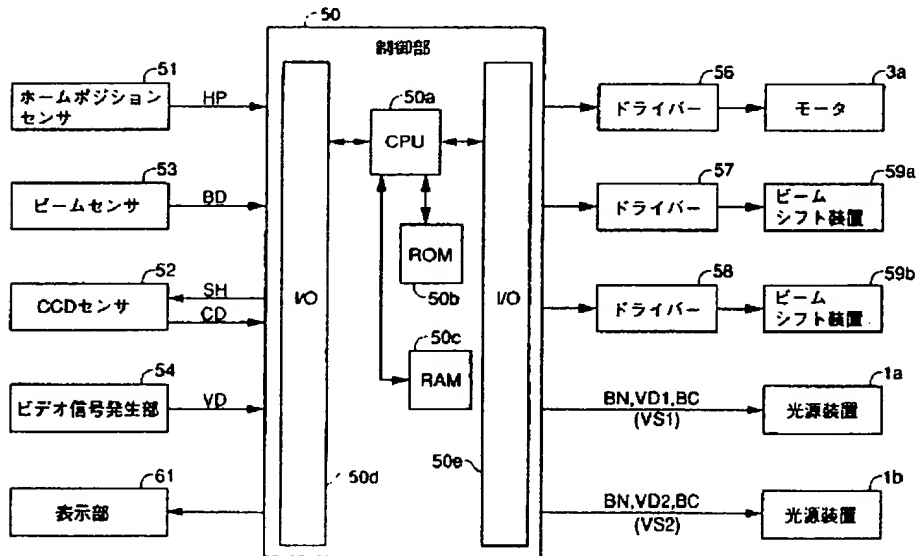 50
制御部
51
ホームポジション
センサ
HP
53
ビームセンサ
BD
52
CCDセンサ
SH
CD
54
ビデオ信号発生部
VD
61
表示部
I/O
50d
50a
CPU
ROM
50b
50c
RAM
I/O
50e
56
ドライバー
3a
モータ
57
ドライバー
59a
ビーム
シフト装置
58
ドライバー
59b
ビーム
シフト装置
BN,VD1,BC
(VS1)
1a
光源装置
BN,VD2,BC
(VS2)
1b
光源装置